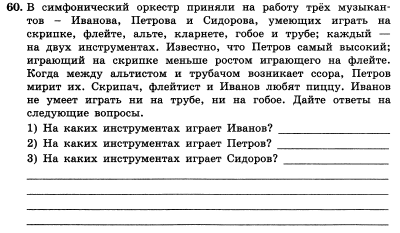 60. В симфонический оркестр приняли на работу трёх музыкан-
тов – Иванова, Петрова и Сидорова, умеющих играть на
скрипке, флейте, альте, кларнете, гобое и трубе; каждый —
на двух инструментах. Известно, что Петров самый высокий;
играющий на скрипке меньше ростом играющего на флейте.
Когда между альтистом и трубачом возникает ссора, Петров
мирит их. Скрипач, флейтист и Иванов любят пиццу. Иванов
не умеет играть ни на трубе, ни на гобое. Дайте ответы на
следующие вопросы.
1) На каких инструментах играет Иванов?
2) На каких инструментах играет Петров?
3) На каких инструментах играет Сидоров?